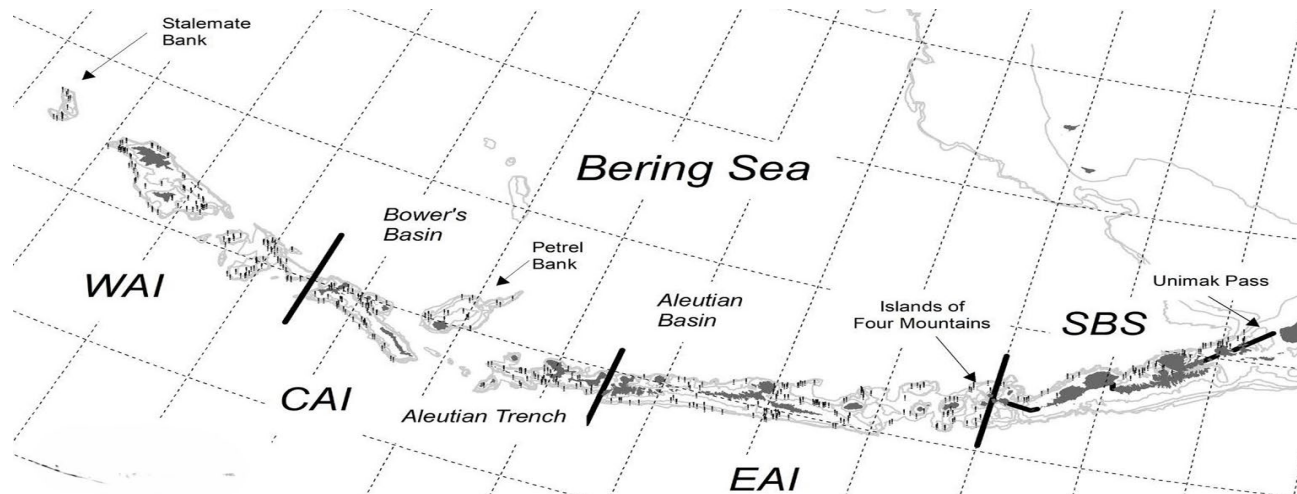 Stalemate
Bank
Bering Sea
Bower's
Basin
Petrel
Bank
WAI
Unimak Pass
Aleutian
Basin
Islands of
Four Mountains
SBS
CAI
Aleutian Trench
EAI